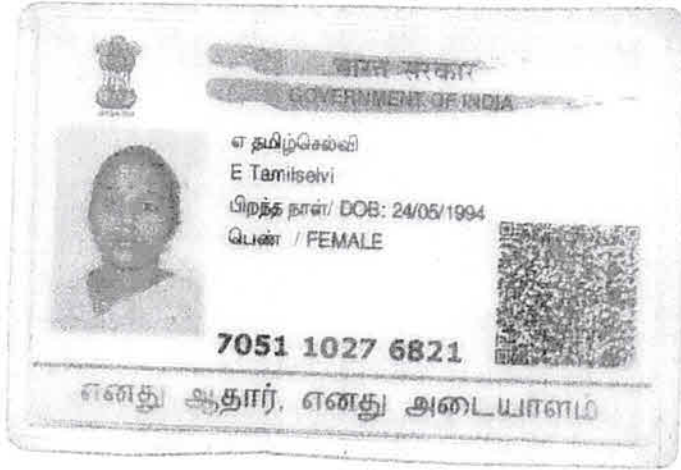 भारत सरकार
GOVERNMENT OF INDIA
எ தமிழ்செல்வி
E Tamilselvi
பிறந்த நாள்/ DOB: 24/05/1994
பெண் / FEMALE
7051 1027 6821
எனது ஆதார், எனது அடையாளம்